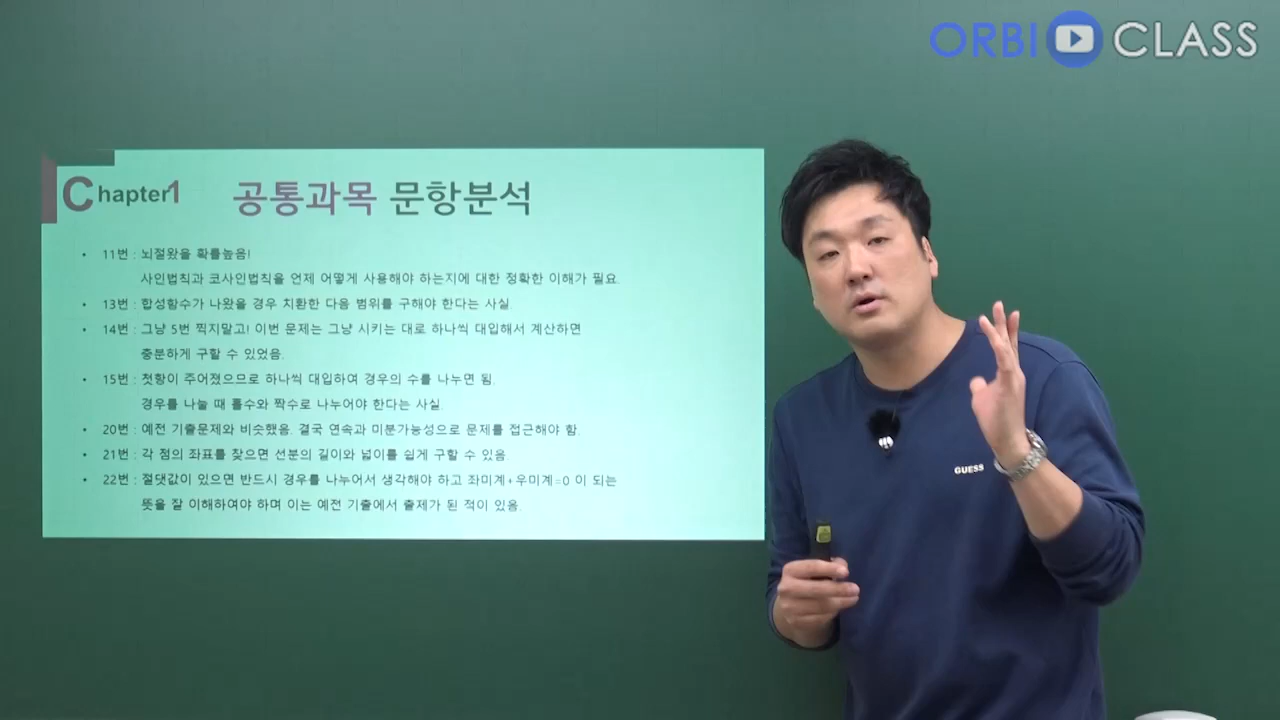 ORBI CLASS
Chapter1 공통과목 문항분석
• 11번 : 뇌절왔을 확률높음!
사인법칙과 코사인법칙을 언제 어떻게 사용해야 하는지에 대한 정확한 이해가 필요.
• 13번 : 합성함수가 나왔을 경우 치환한 다음 범위를 구해야 한다는 사실.
• 14번 : 그냥 5번 찍지말고! 이번 문제는 그냥 시키는 대로 하나씩 대입해서 계산하면
충분하게 구할 수 있었음.
• 15번 : 첫항이 주어졌으므로 하나씩 대입하여 경우의 수를 나누면 됨.
경우를 나눌 때 홀수와 짝수로 나누어야 한다는 사실.
• 20번 : 예전 기출문제와 비슷했음. 결국 연속과 미분가능성으로 문제를 접근해야 함.
• 21번 : 각 점의 좌표를 찾으면 선분의 길이와 넓이를 쉽게 구할 수 있음.
• 22번 : 절댓값이 있으면 반드시 경우를 나누어서 생각해야 하고 좌미계+우미계=0 이 되는
뜻을 잘 이해하여야 하며 이는 예전 기출에서 출제가 된 적이 있음.
GUESS